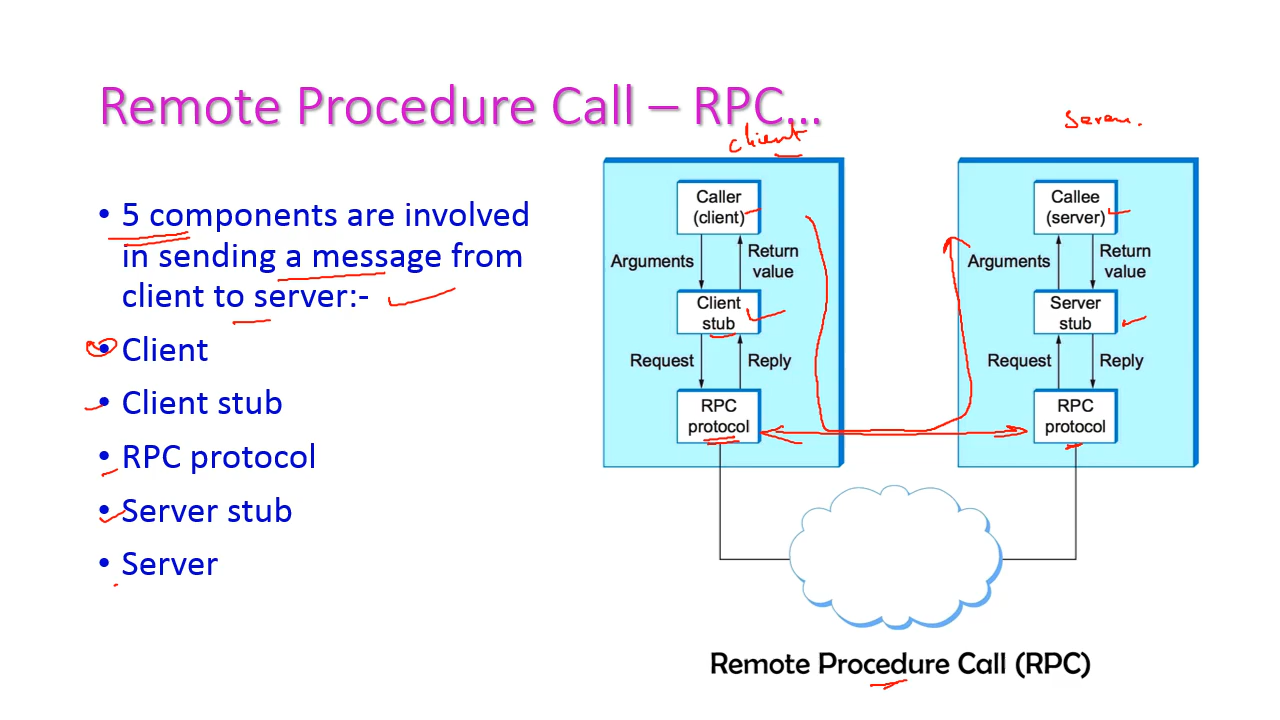 Remote Procedure Call – RPC...
• 5 components are involved
in sending a message from
client to server:-
• Client
• Client stub
• RPC protocol
• Server stub
• Server
client
Caller
(client)
Arguments
Return
value
Client
stub
Request
Reply
RPC
protocol
Callee
(server)
Arguments
Return
value
Server
stub
Request
Reply
RPC
protocol
Remote Procedure Call (RPC)